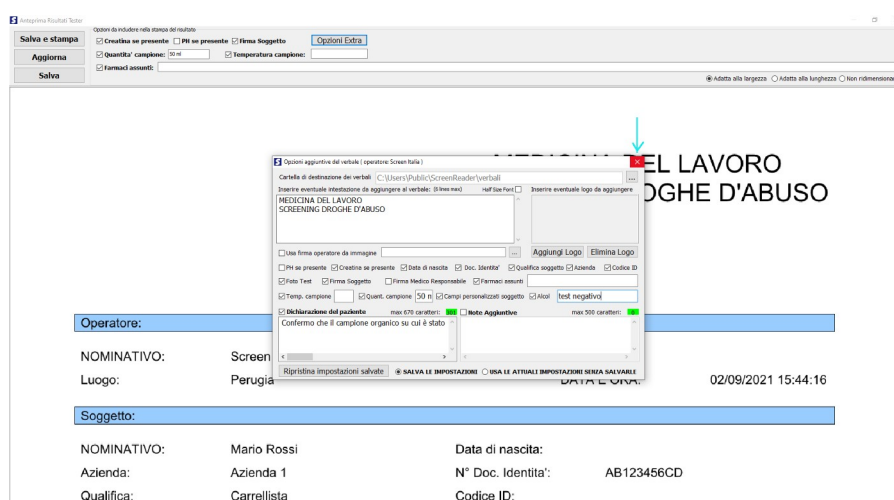 Anteprima Risultati Tester
Opzioni da includere nella stampa del risultato
Salva e stampa
Creatina se presente PH se presente Firma Soggetto Opzioni Extra
Aggiorna
Quantita' campione: 50 ml Temperatura campione:
Farmaci assunti:
Salva
Adatta alla larghezza Adatta alla lunghezza Non ridimensionare
MEDICINA DEL LAVORO
DROGHE D'ABUSO
Opzioni aggiuntive del verbale ( operatore: Screen Italia )
Cartella di destinazione dei verbali C:\Users\Public\ScreenReader\verbali ...
Inserire eventuale intestazione da aggiungere al verbale: (5 linee max) Half Size Font Inserire eventuale logo da aggiungere
MEDICINA DEL LAVORO
SCREENING DROGHE D'ABUSO
Usa firma operatore da immagine ... Aggiungi Logo Elimina Logo
PH se presente Creatina se presente Data di nascita Doc. Identita' Qualifica soggetto Azienda Codice ID
Foto Test Firma Soggetto Firma Medico Responsabile Farmaci assunti
Temp. campione Quant. campione 50 m Campi personalizzati soggetto Alcol test negativo
Dichiarazione del paziente max 670 caratteri: Note Aggiuntive max 500 caratteri: 0
Confermo che il campione organico su cui è stato
Ripristina impostazioni salvate SALVA LE IMPOSTAZIONI USA LE ATTUALI IMPOSTAZIONI SENZA SALVARLE
Operatore:
NOMINATIVO: Screen
Luogo: Perugia DATA E ORA: 02/09/2021 15:44:16
Soggetto:
NOMINATIVO: Mario Rossi Data di nascita:
Azienda: Azienda 1 N° Doc. Identita': AB123456CD
Qualifica: Carrellista Codice ID: